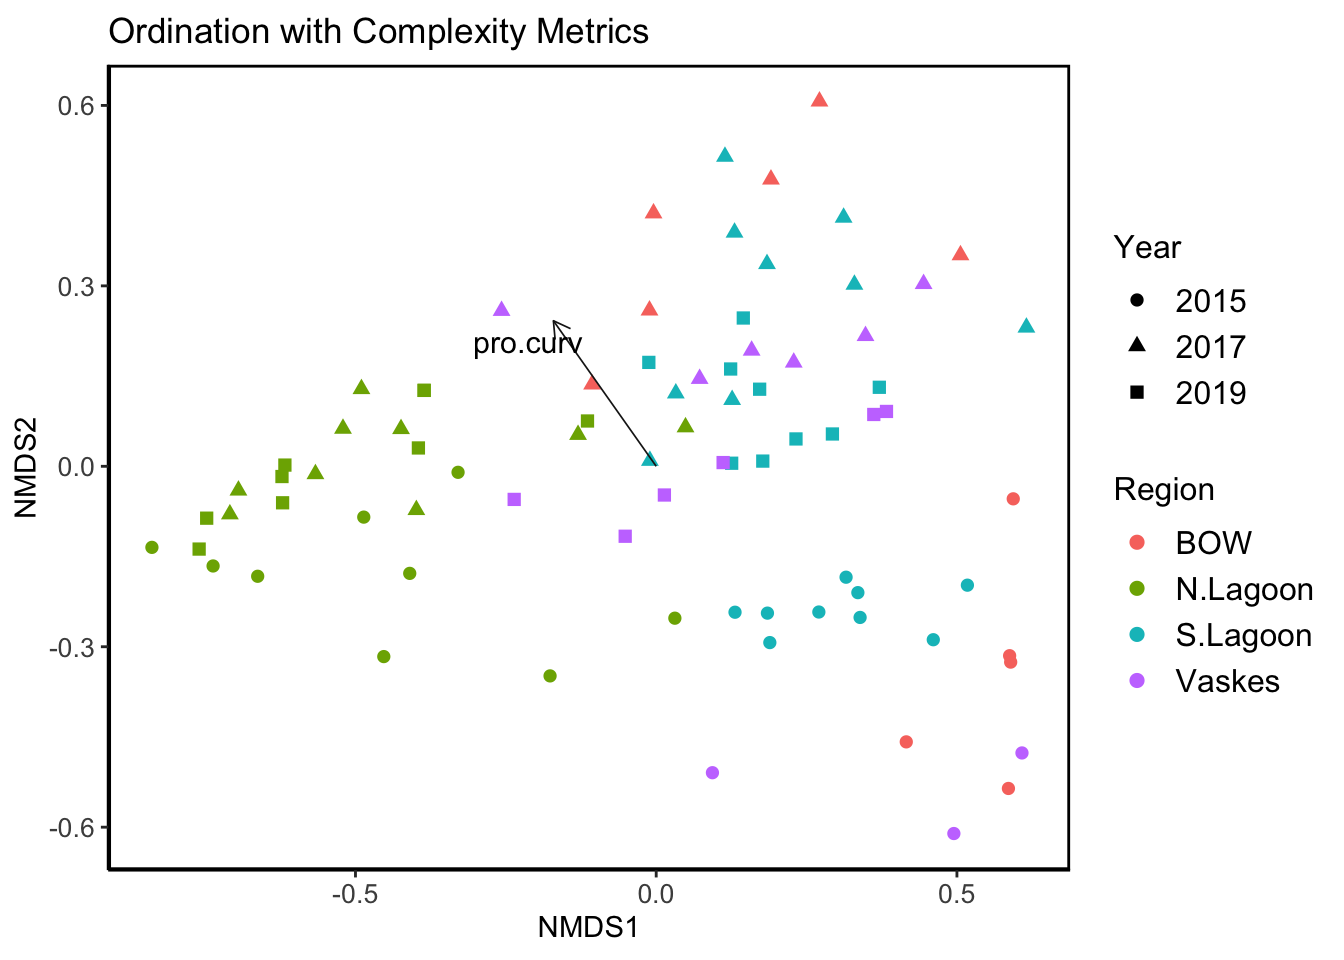 Ordination with Complexity Metrics
0.6
0.3
0.0
-0.3
-0.6
NMDS2
pro.curv
-0.5
0.0
0.5
NMDS1
Year
2015
2017
2019
Region
BOW
N.Lagoon
S.Lagoon
Vaskes